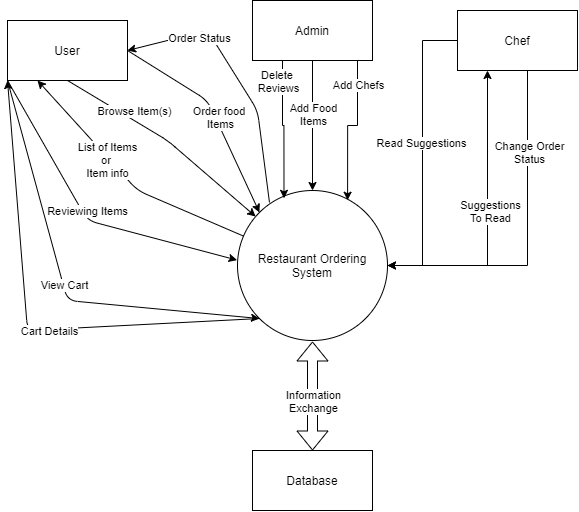 User
Order Status
Admin
Chef
Delete
Reviews
Add Chefs
Browse Item(s)
Order food
Items
Add Food
Items
List of Items
or
Item info
Read Suggestions
Change Order
Status
Reviewing Items
Suggestions
To Read
Restaurant Ordering
System
View Cart
Cart Details
Information
Exchange
Database